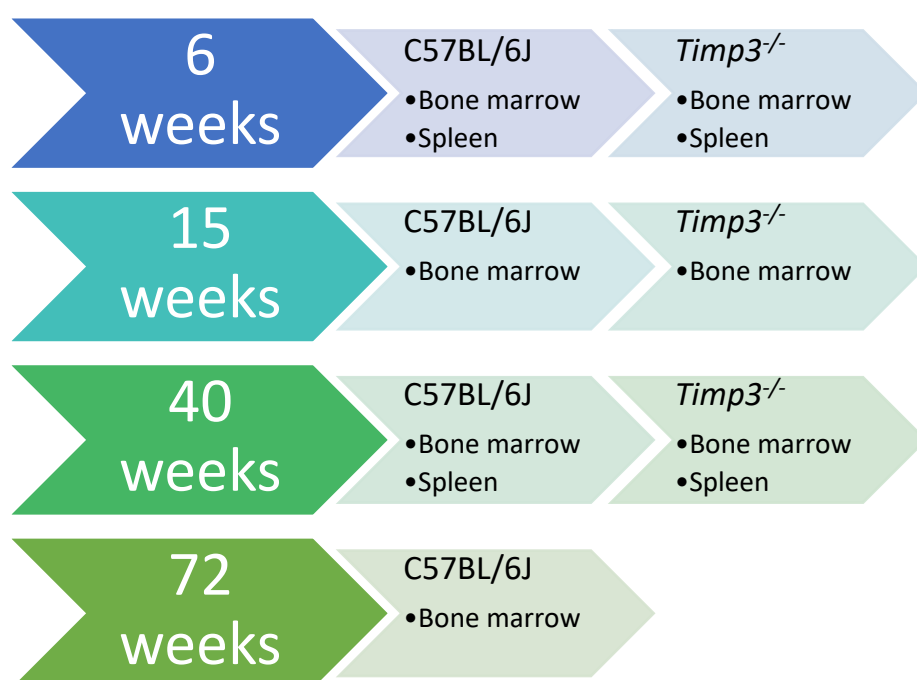 6
weeks
C57BL/6J
•Bone marrow
•Spleen
Timp3-/-
•Bone marrow
•Spleen
15
weeks
C57BL/6J
•Bone marrow
Timp3-/-
•Bone marrow
40
weeks
C57BL/6J
•Bone marrow
•Spleen
Timp3-/-
•Bone marrow
•Spleen
72
weeks
C57BL/6J
•Bone marrow